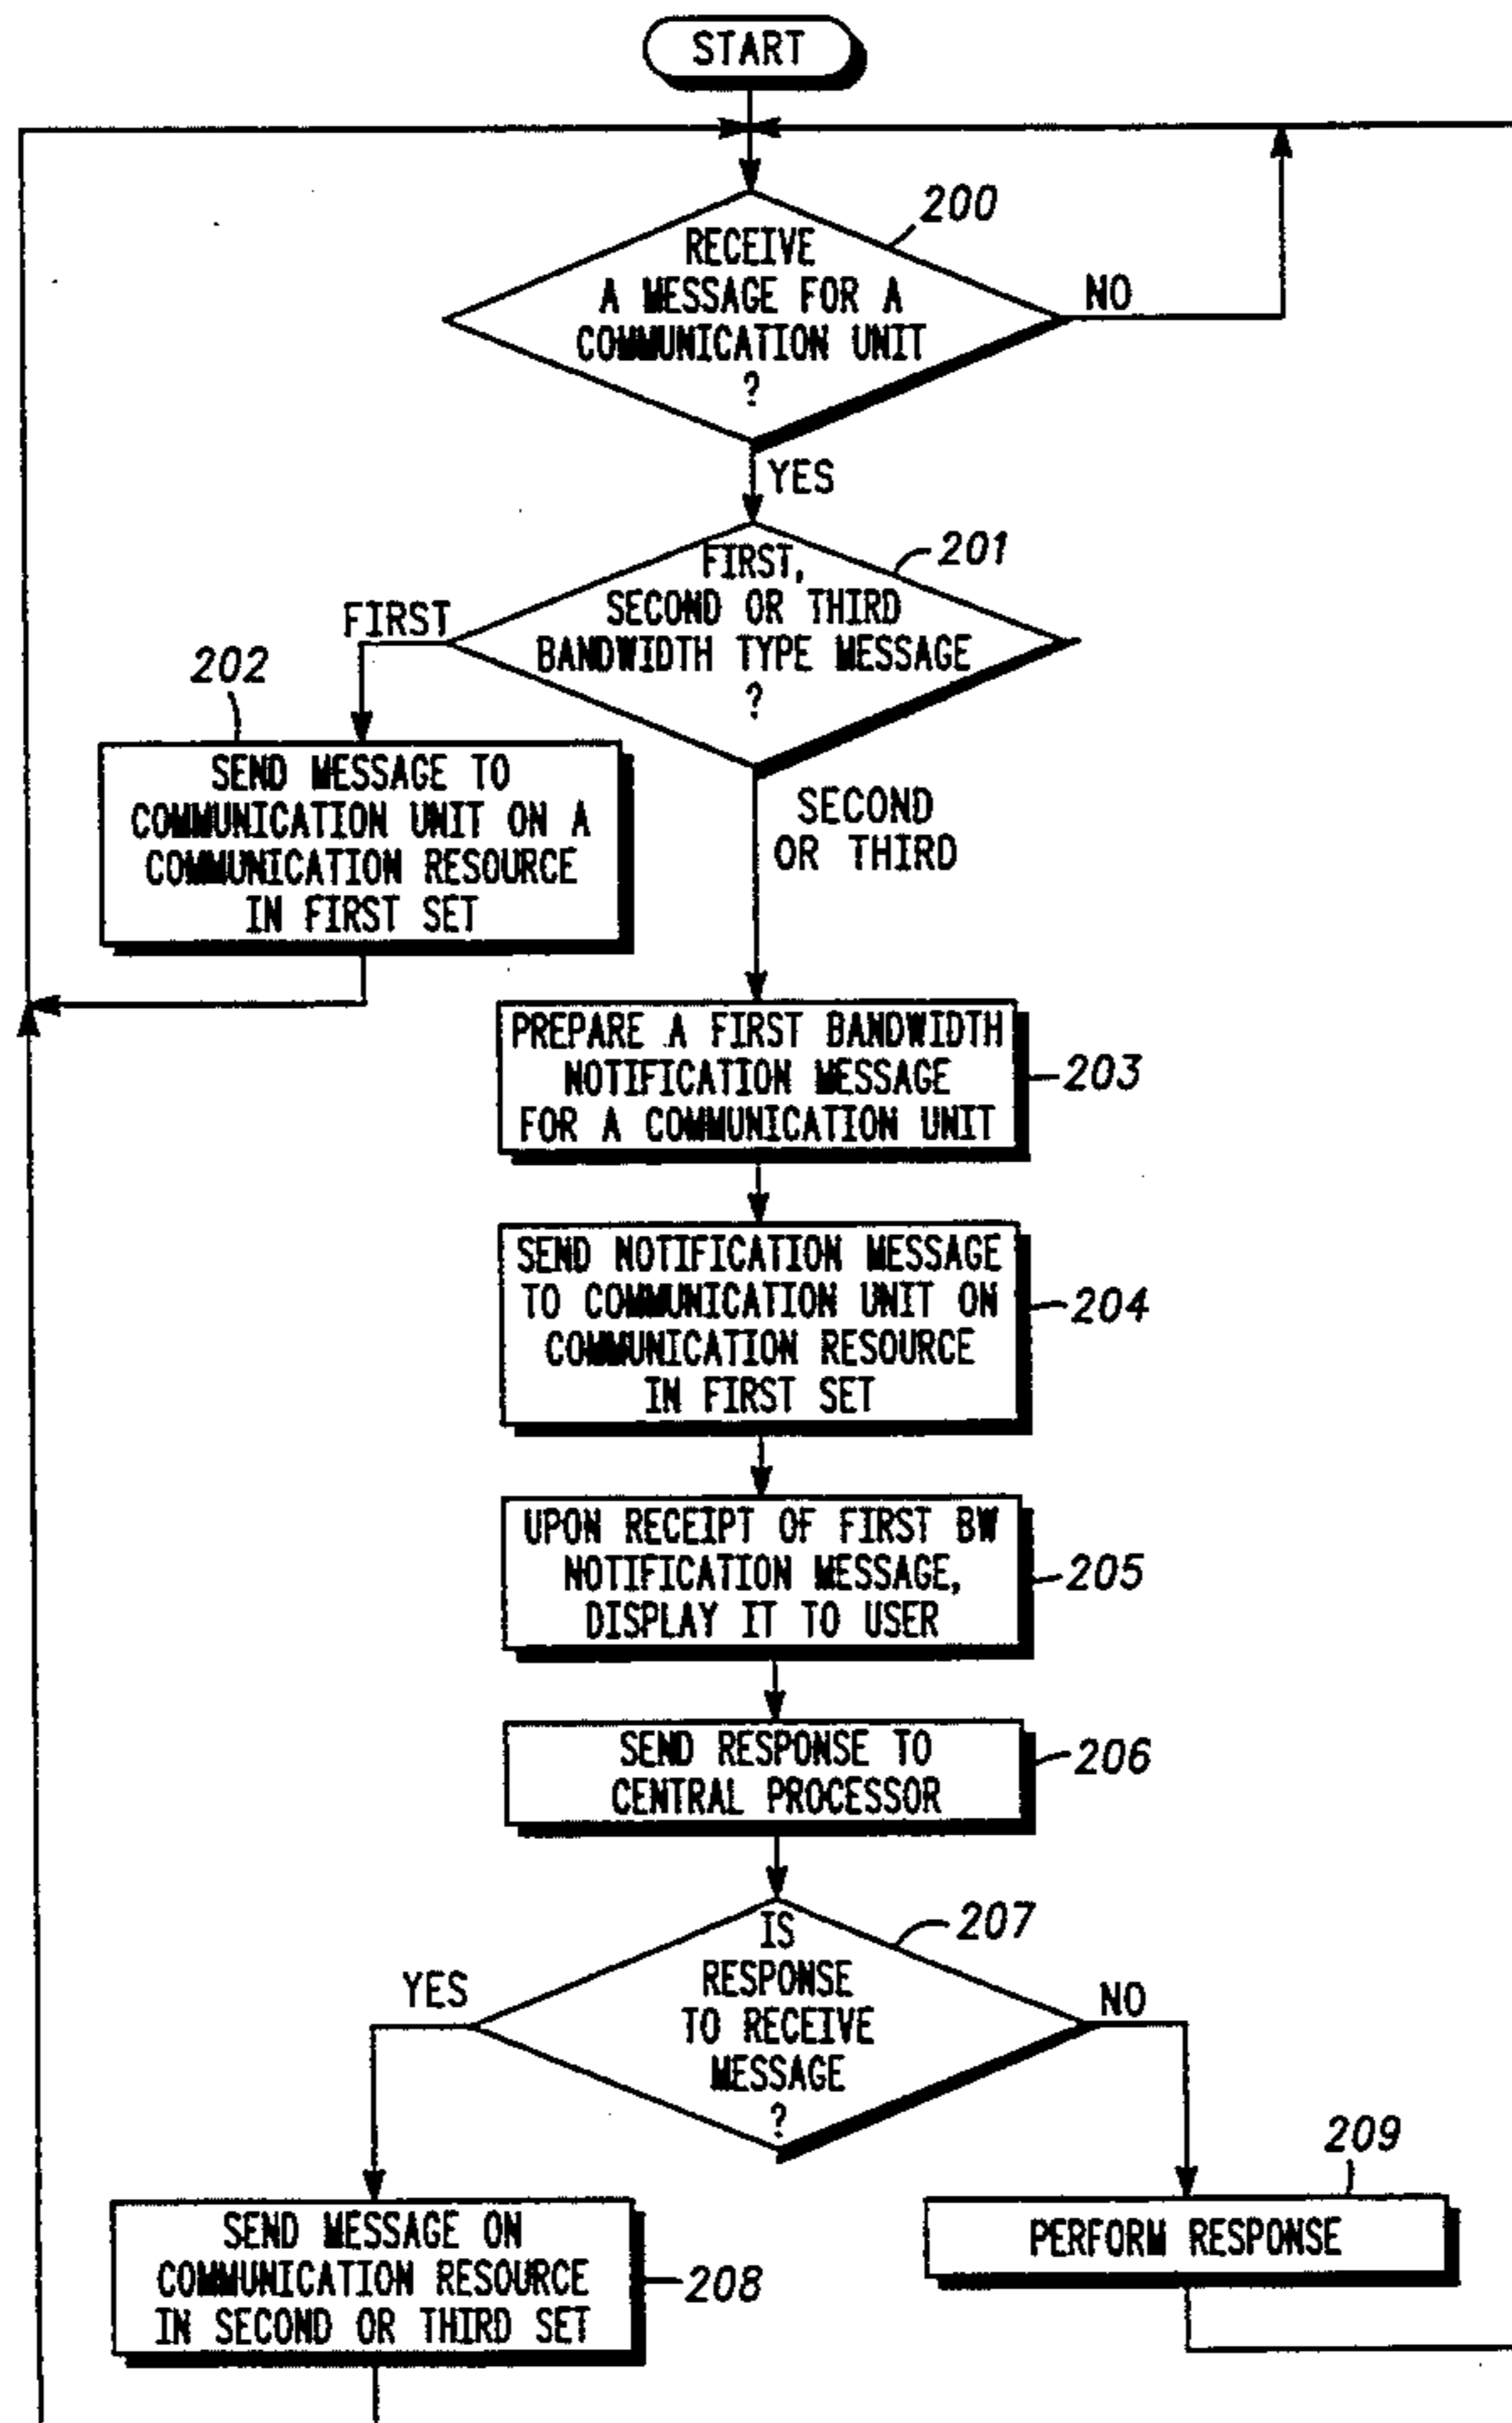 START
200
RECEIVE
A MESSAGE FOR A
COMMUNICATION UNIT
?
NO
YES
201
FIRST,
SECOND OR THIRD
BANDWIDTH TYPE MESSAGE
?
FIRST
202
SEND MESSAGE TO
COMMUNICATION UNIT ON A
COMMUNICATION RESOURCE
IN FIRST SET
SECOND
OR THIRD
PREPARE A FIRST BANDWIDTH
NOTIFICATION MESSAGE
FOR A COMMUNICATION UNIT
203
SEND NOTIFICATION MESSAGE
TO COMMUNICATION UNIT ON
COMMUNICATION RESOURCE
IN FIRST SET
204
UPON RECEIPT OF FIRST BW
NOTIFICATION MESSAGE,
DISPLAY IT TO USER
205
SEND RESPONSE TO
CENTRAL PROCESSOR
206
207
IS
RESPONSE
TO RECEIVE
MESSAGE
?
YES
NO
SEND MESSAGE ON
COMMUNICATION RESOURCE
IN SECOND OR THIRD SET
208
209
PERFORM RESPONSE